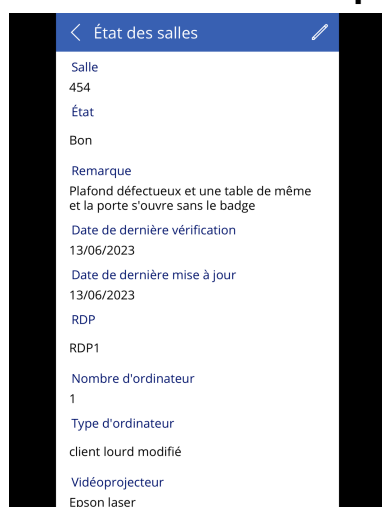 État des salles
Salle
454
État
Bon
Remarque
Plafond défectueux et une table de même
et la porte s'ouvre sans le badge
Date de dernière vérification
13/06/2023
Date de dernière mise à jour
13/06/2023
RDP
RDP1
Nombre d'ordinateur
1
Type d'ordinateur
client lourd modifié
Vidéoprojecteur
Epson laser